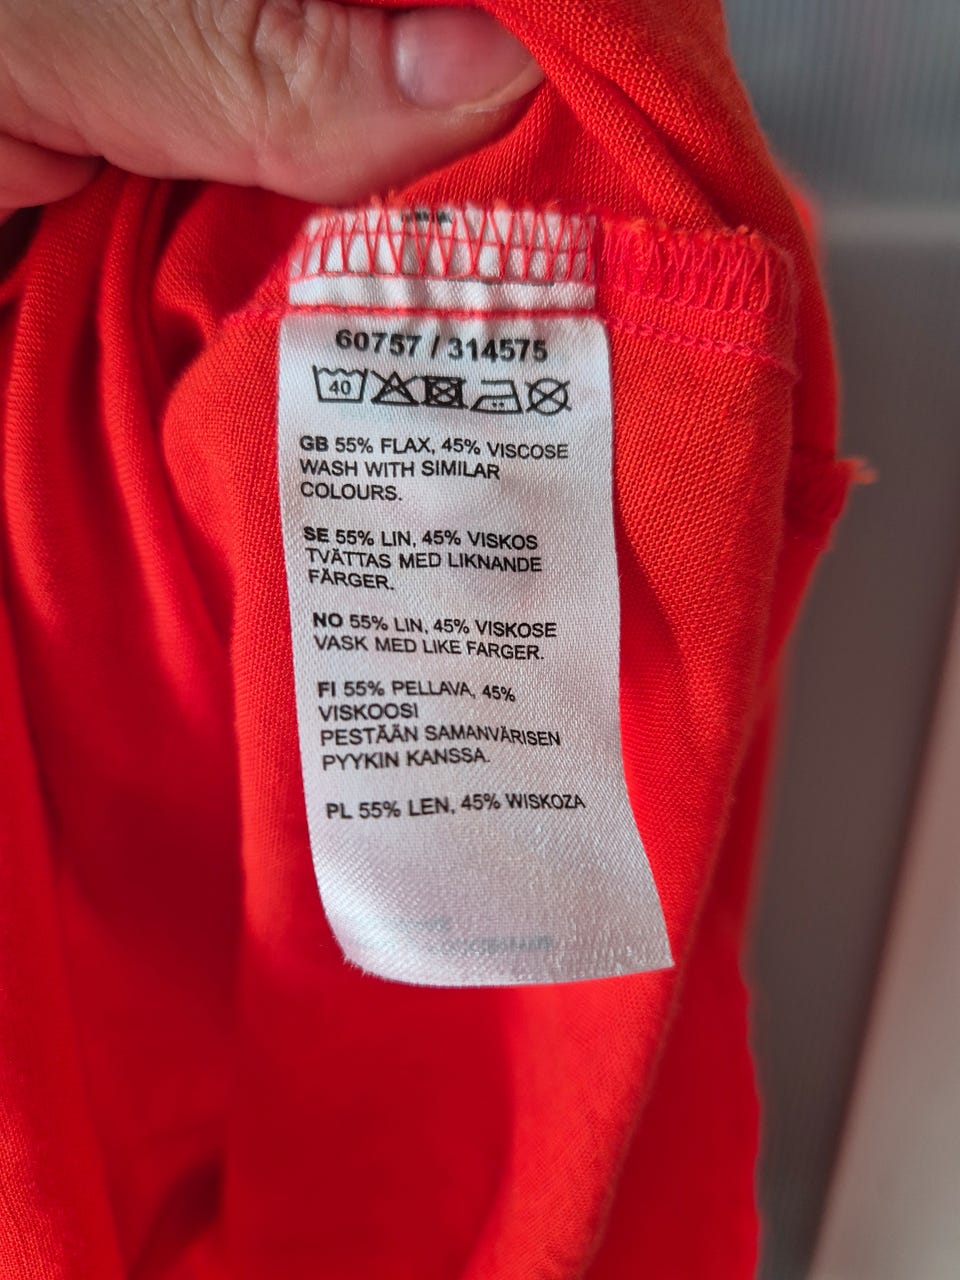 60757 / 314575
40
GB 55% FLAX, 45% VISCOSE
WASH WITH SIMILAR
COLOURS.
SE 55% LIN, 45% VISKOS
TVÄTTAS MED LIKNANDE
FÄRGER.
NO 55% LIN, 45% VISKOSE
VASK MED LIKE FARGER.
FI 55% PELLAVA, 45%
VISKOOSI
PESTÄÄN SAMANVÄRISEN
PYYKIN KANSSA.
PL 55% LEN, 45% WISKOZA